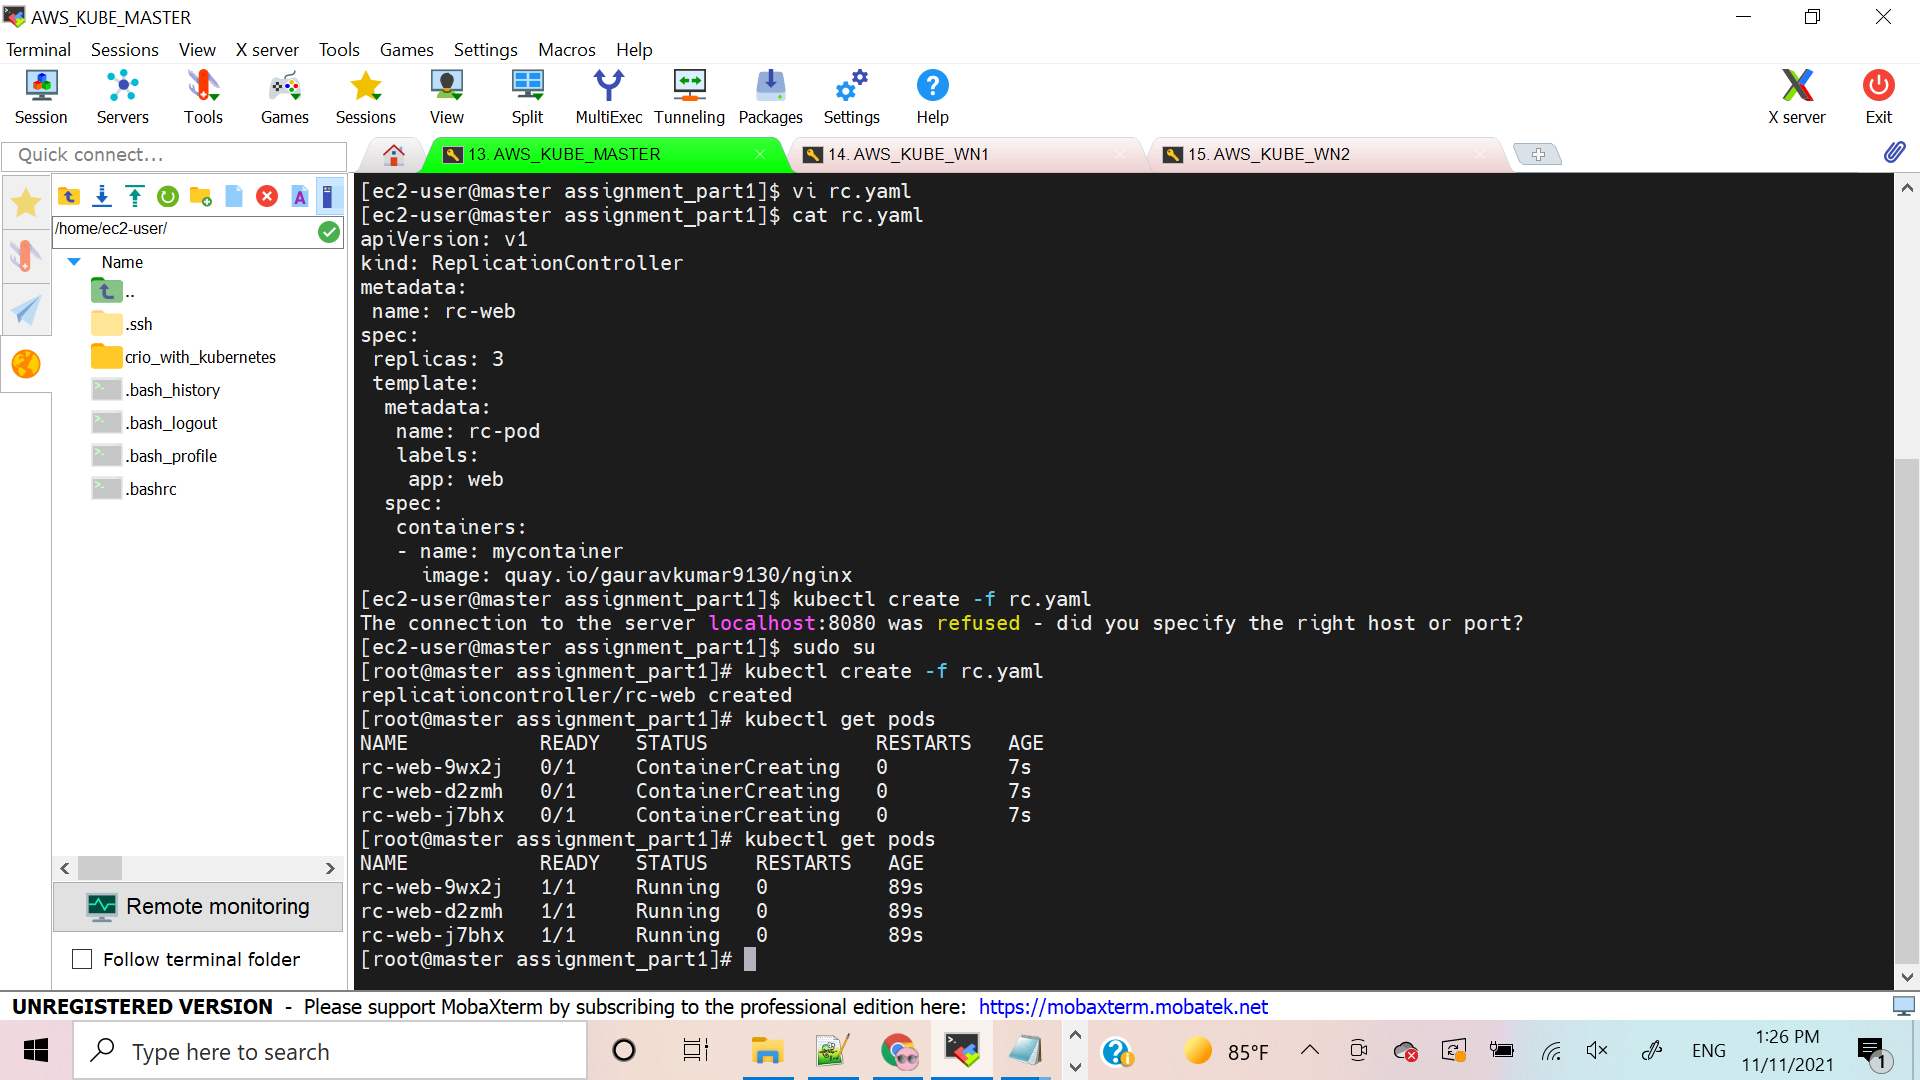 AWS_KUBE_MASTER
Terminal Sessions View X server Tools Games Settings Macros Help
Session Servers Tools Games Sessions View Split MultiExec Tunneling Packages Settings Help X server Exit
Quick connect...
13. AWS_KUBE_MASTER
14. AWS_KUBE_WN1
15. AWS_KUBE_WN2
/home/ec2-user/
Name
..
.ssh
crio_with_kubernetes
.bash_history
.bash_logout
.bash_profile
.bashrc
Remote monitoring
Follow terminal folder
[ec2-user@master assignment_part1]$ vi rc.yaml
[ec2-user@master assignment_part1]$ cat rc.yaml
apiVersion: v1
kind: ReplicationController
metadata:
 name: rc-web
spec:
 replicas: 3
 template:
  metadata:
   name: rc-pod
   labels:
    app: web
  spec:
   containers:
   - name: mycontainer
     image: quay.io/gauravkumar9130/nginx
[ec2-user@master assignment_part1]$ kubectl create -f rc.yaml
The connection to the server localhost:8080 was refused - did you specify the right host or port?
[ec2-user@master assignment_part1]$ sudo su
[root@master assignment_part1]# kubectl create -f rc.yaml
replicationcontroller/rc-web created
[root@master assignment_part1]# kubectl get pods
NAME           READY   STATUS              RESTARTS   AGE
rc-web-9wx2j   0/1     ContainerCreating   0          7s
rc-web-d2zmh   0/1     ContainerCreating   0          7s
rc-web-j7bhx   0/1     ContainerCreating   0          7s
[root@master assignment_part1]# kubectl get pods
NAME           READY   STATUS    RESTARTS   AGE
rc-web-9wx2j   1/1     Running   0          89s
rc-web-d2zmh   1/1     Running   0          89s
rc-web-j7bhx   1/1     Running   0          89s
[root@master assignment_part1]#
UNREGISTERED VERSION - Please support MobaXterm by subscribing to the professional edition here: https://mobaxterm.mobatek.net
Type here to search
85°F
ENG
1:26 PM
11/11/2021
1